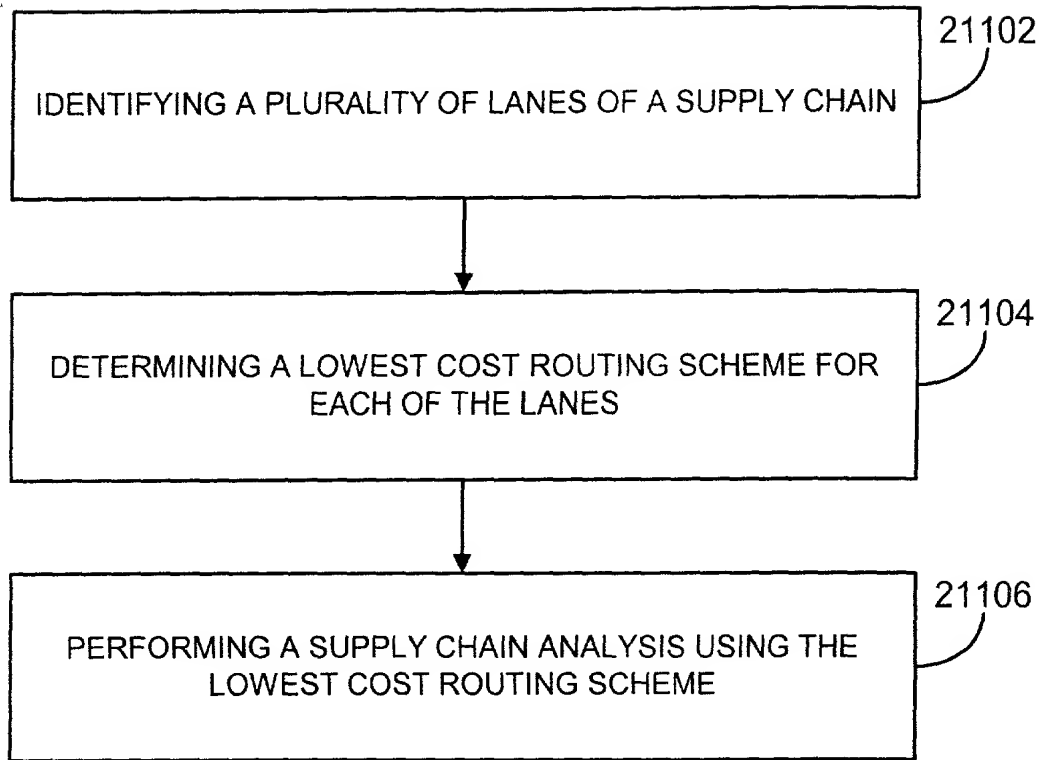 21102
IDENTIFYING A PLURALITY OF LANES OF A SUPPLY CHAIN
21104
DETERMINING A LOWEST COST ROUTING SCHEME FOR
EACH OF THE LANES
21106
PERFORMING A SUPPLY CHAIN ANALYSIS USING THE
LOWEST COST ROUTING SCHEME